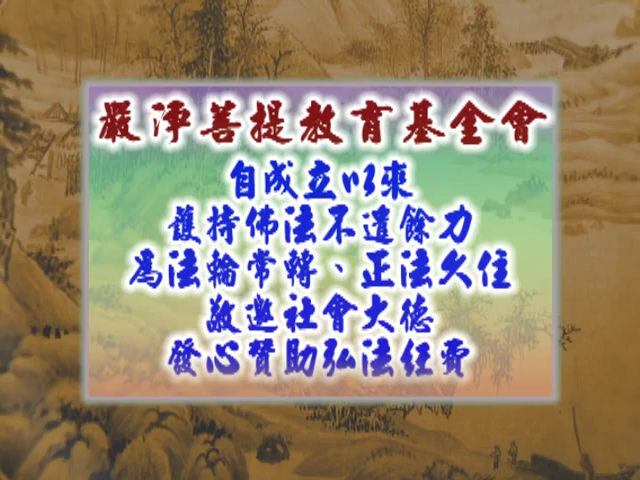 嚴淨菩提教育基金會
自成立以來
護持佛法不遺餘力
為法輪常轉、正法久住
敬邀社會大德
發心贊助弘法經費